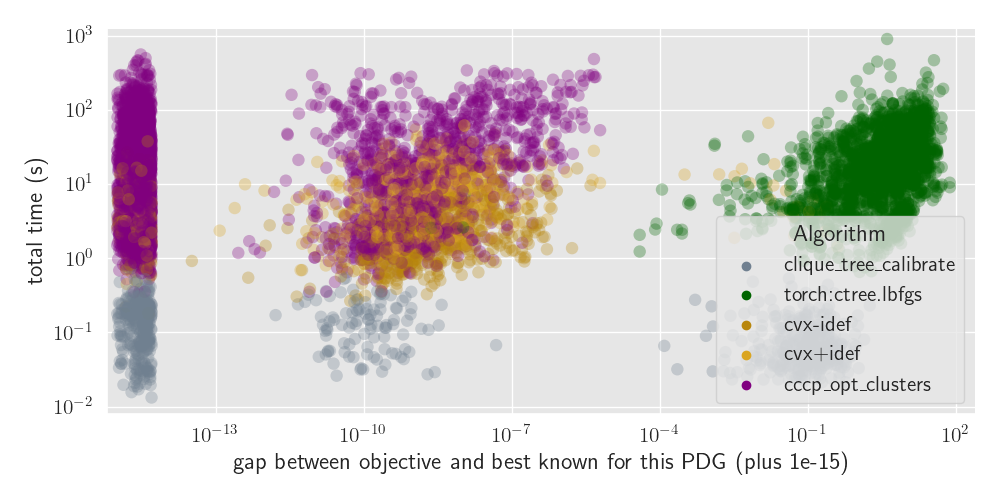 10^3
10^2
10^1
10^0
10^-1
10^-2
total time (s)
Algorithm
clique_tree_calibrate
torch:ctree.lbfgs
cvx-idef
cvx+idef
cccp_opt_clusters
10^-13
10^-10
10^-7
10^-4
10^-1
10^2
gap between objective and best known for this PDG (plus 1e-15)